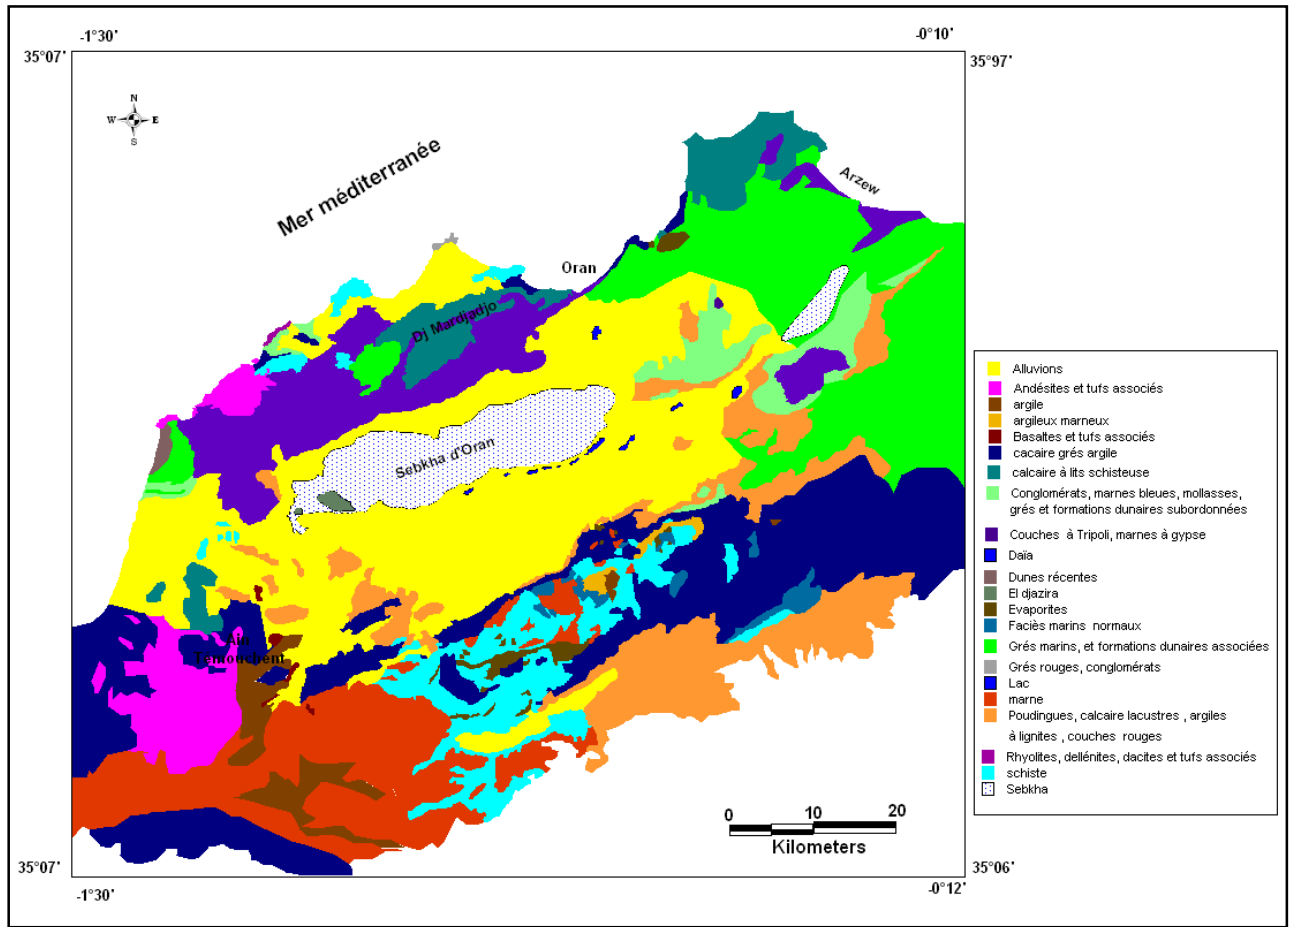 -1°30'
-0°10'
35°07'
35°97'
N
W
E
S
Mer méditerranée
Arzew
Oran
Dj Mardjadjo
Sebkha d'Oran
Ain
Temouchent
Alluvions
Andésites et tufs associés
argile
argileux marneux
Basaltes et tufs associés
cacaire grés argile
calcaire à lits schisteuse
Conglomérats, marnes bleues, mollasses,
grés et formations dunaires subordonnées
Couches à Tripoli, marnes à gypse
Daïa
Dunes récentes
El djazira
Evaporites
Faciès marins normaux
Grés marins, et formations dunaires associées
Grés rouges, conglomérats
Lac
marne
Poudingues, calcaire lacustres , argiles
à lignites , couches rouges
Rhyolites, dellénites, dacites et tufs associés
schiste
Sebkha
0 10 20
Kilometers
35°07'
35°06'
-1°30'
-0°12'